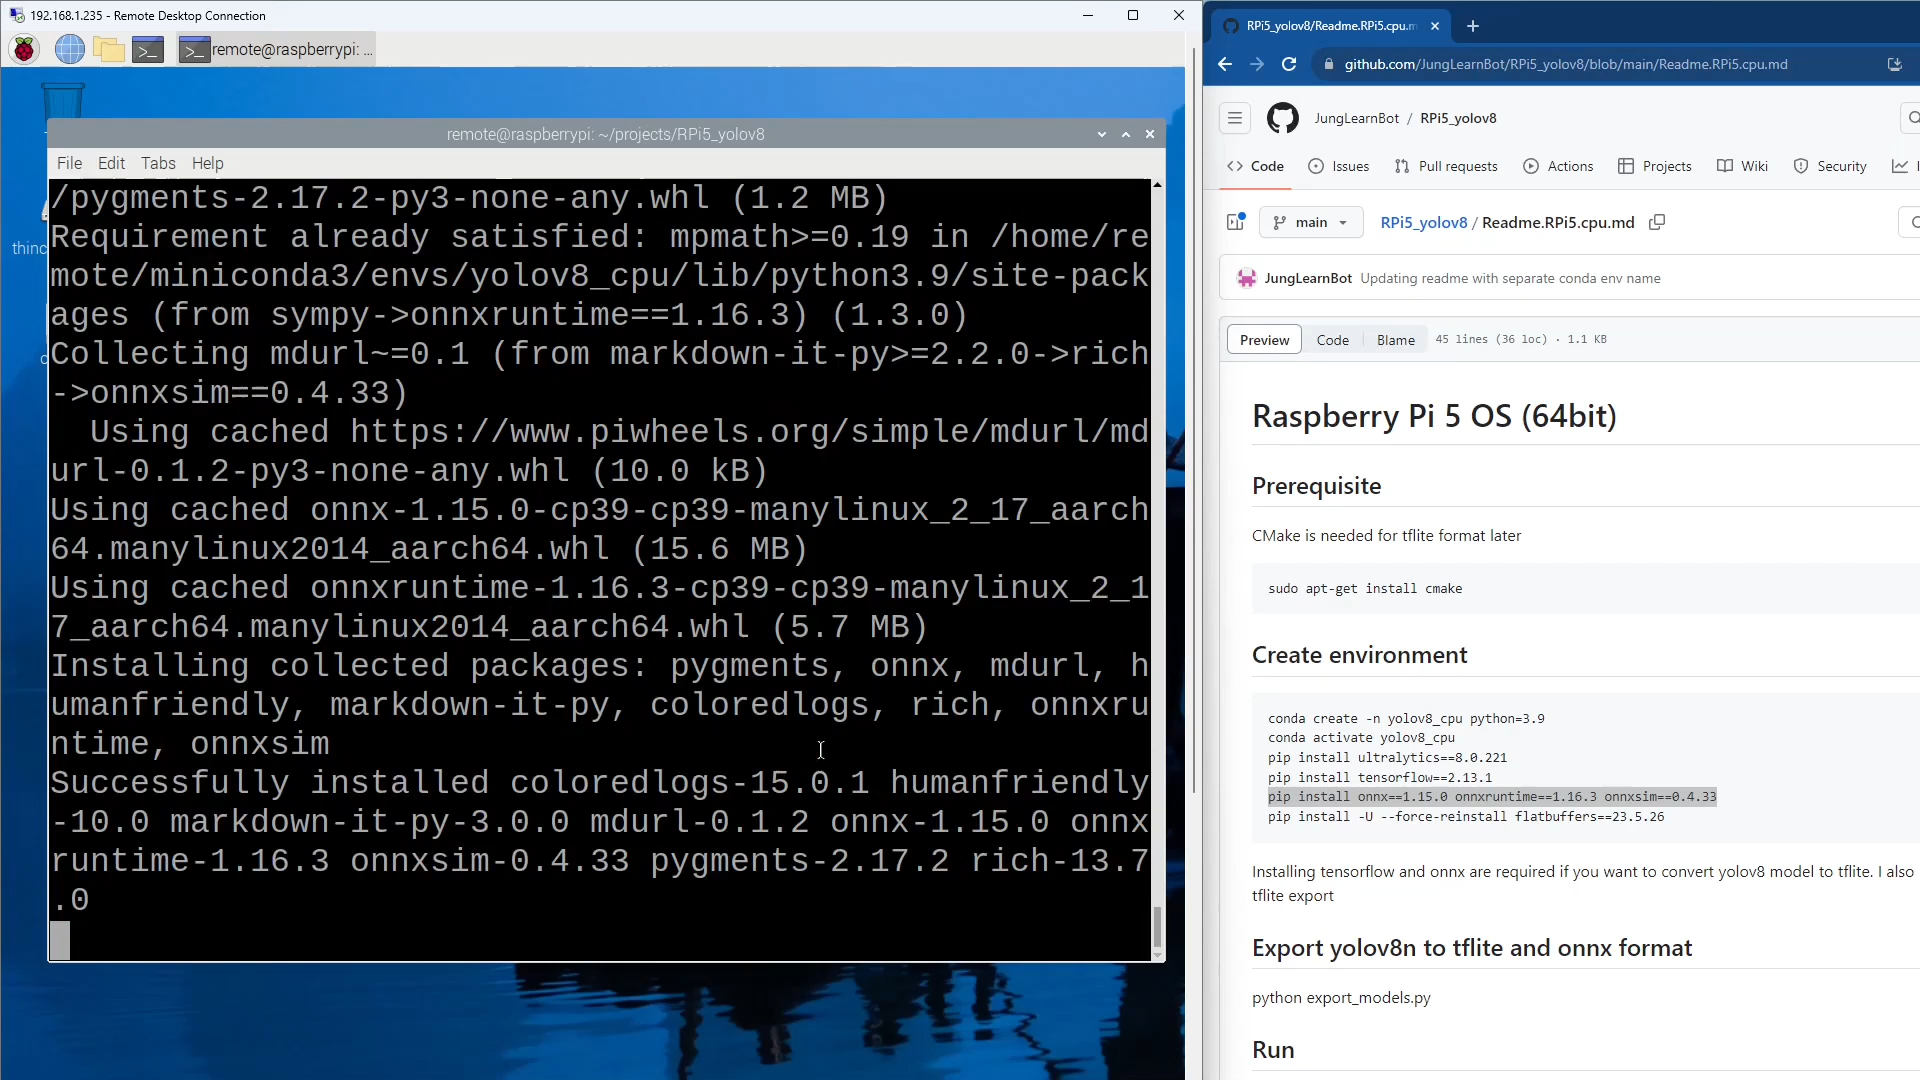 192.168.1.235 - Remote Desktop Connection
remote@raspberrypi: ...
thinc
remote@raspberrypi: ~/projects/RPi5_yolov8
File Edit Tabs Help
/pygments-2.17.2-py3-none-any.whl (1.2 MB)
Requirement already satisfied: mpmath>=0.19 in /home/re
mote/miniconda3/envs/yolov8_cpu/lib/python3.9/site-pack
ages (from sympy->onnxruntime==1.16.3) (1.3.0)
Collecting mdurl~=0.1 (from markdown-it-py>=2.2.0->rich
->onnxsim==0.4.33)
Using cached https://www.piwheels.org/simple/mdurl/md
url-0.1.2-py3-none-any.whl (10.0 kB)
Using cached onnx-1.15.0-cp39-cp39-manylinux_2_17_aarch
64.manylinux2014_aarch64.whl (15.6 MB)
Using cached onnxruntime-1.16.3-cp39-cp39-manylinux_2_1
7_aarch64.manylinux2014_aarch64.whl (5.7 MB)
Installing collected packages: pygments, onnx, mdurl, h
umanfriendly, markdown-it-py, coloredlogs, rich, onnxru
ntime, onnxsim
Successfully installed coloredlogs-15.0.1 humanfriendly
-10.0 markdown-it-py-3.0.0 mdurl-0.1.2 onnx-1.15.0 onnx
runtime-1.16.3 onnxsim-0.4.33 pygments-2.17.2 rich-13.7
.0
RPi5_yolov8/Readme.RPi5.cpu.m
github.com/JungLearnBot/RPi5_yolov8/blob/main/Readme.RPi5.cpu.md
JungLearnBot / RPi5_yolov8
Code Issues Pull requests Actions Projects Wiki Security
main RPi5_yolov8 / Readme.RPi5.cpu.md
JungLearnBot Updating readme with separate conda env name
Preview Code Blame 45 lines (36 loc) · 1.1 KB
Raspberry Pi 5 OS (64bit)
Prerequisite
CMake is needed for tflite format later
sudo apt-get install cmake
Create environment
conda create -n yolov8_cpu python=3.9
conda activate yolov8_cpu
pip install ultralytics==8.0.221
pip install tensorflow==2.13.1
pip install onnx==1.15.0 onnxruntime==1.16.3 onnxsim==0.4.33
pip install -U --force-reinstall flatbuffers==23.5.26
Installing tensorflow and onnx are required if you want to convert yolov8 model to tflite. I also
tflite export
Export yolov8n to tflite and onnx format
python export_models.py
Run